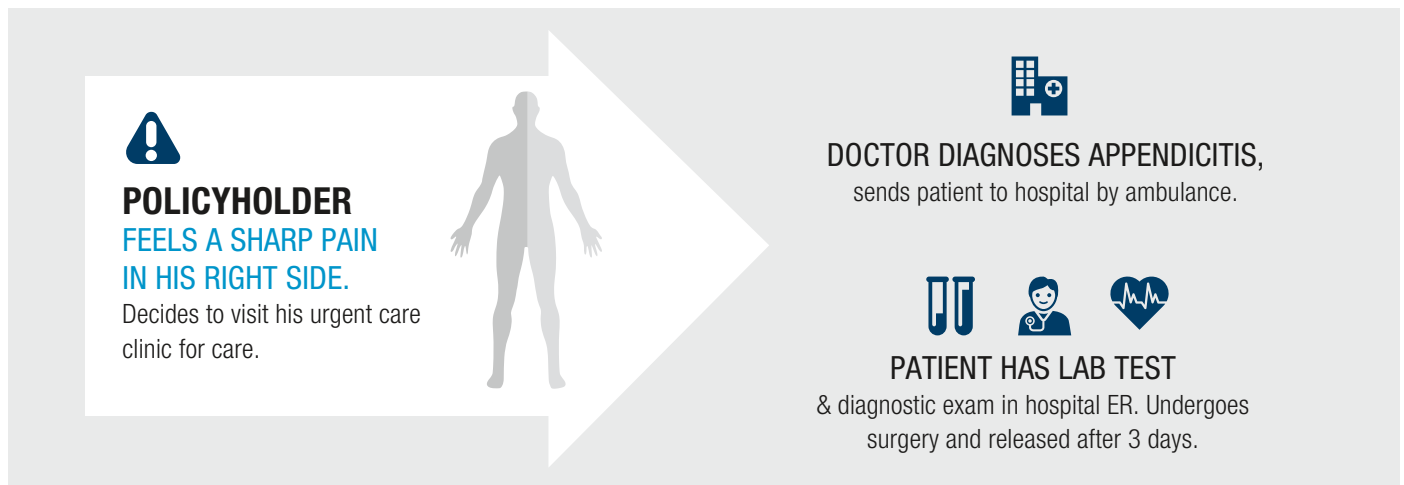 POLICYHOLDER
FEELS A SHARP PAIN
IN HIS RIGHT SIDE.
Decides to visit his urgent care
clinic for care.
DOCTOR DIAGNOSES APPENDICITIS,
sends patient to hospital by ambulance.
PATIENT HAS LAB TEST
& diagnostic exam in hospital ER. Undergoes
surgery and released after 3 days.